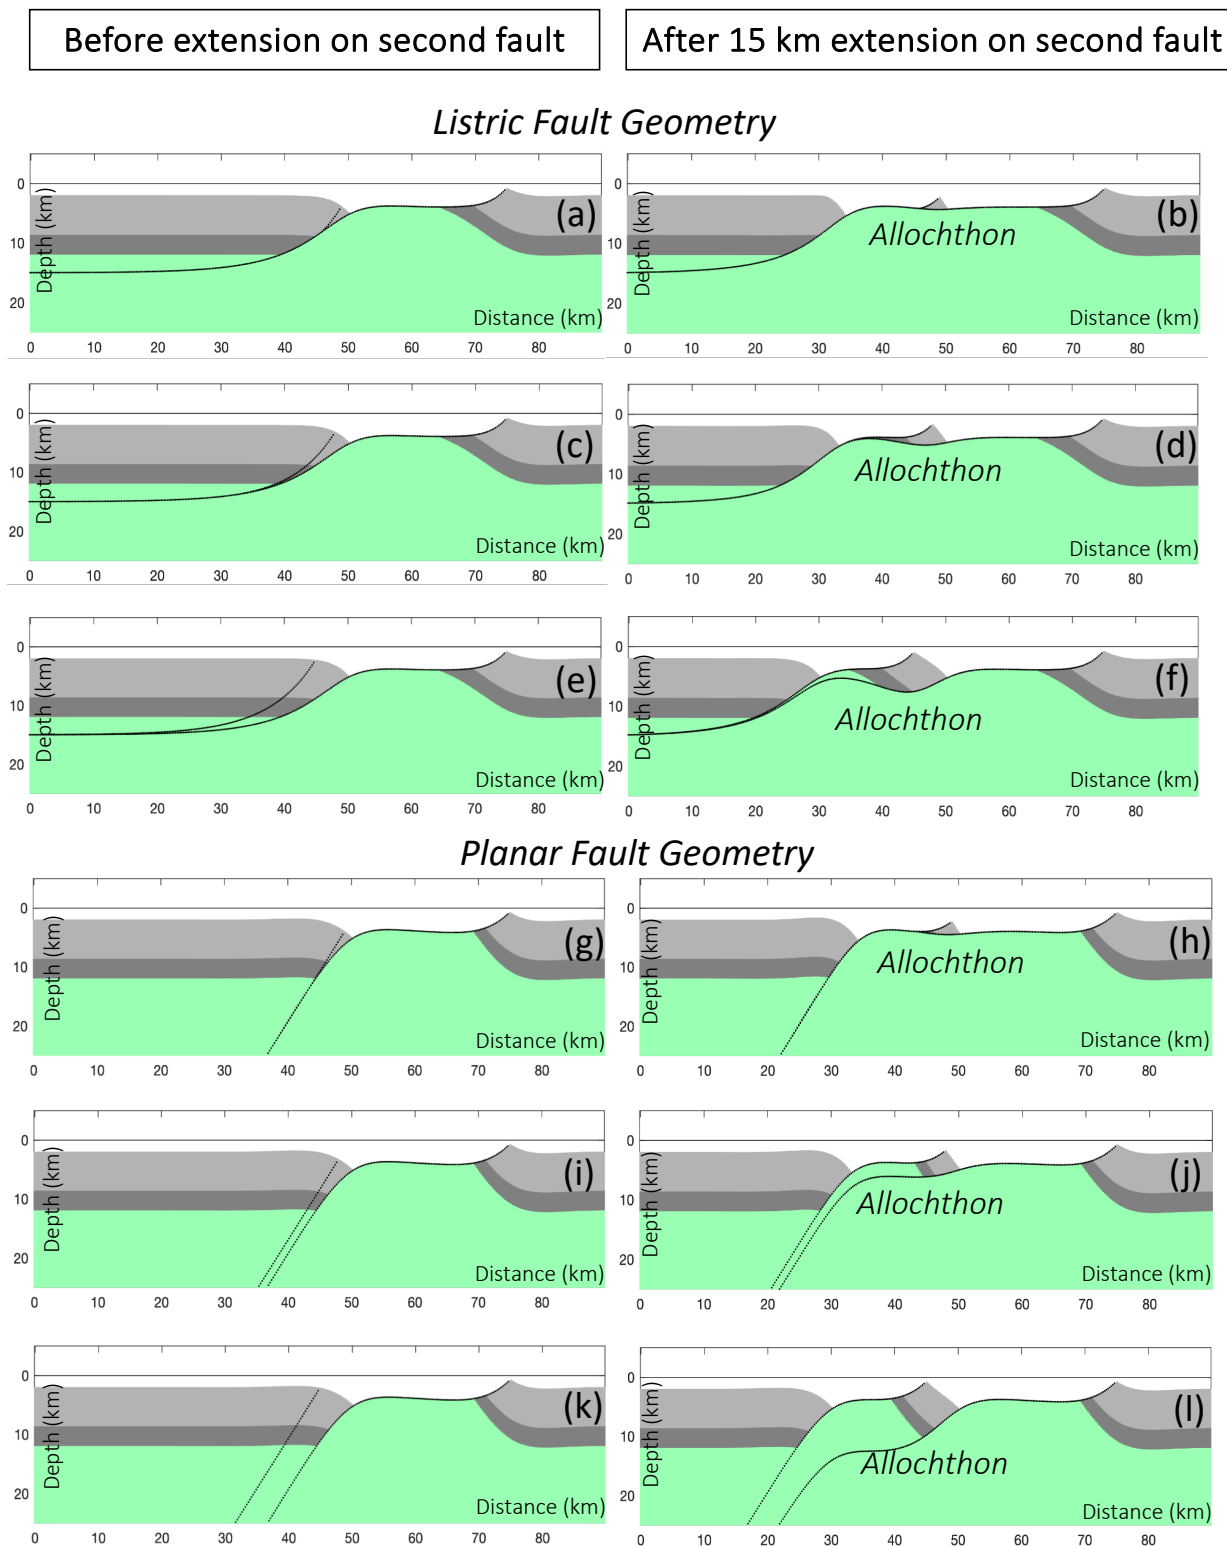 Before extension on second fault
After 15 km extension on second fault
Listric Fault Geometry
0
10
20
Depth (km)
(a)
Distance (km)
0 10 20 30 40 50 60 70 80
0
10
20
Depth (km)
(b)
Allochthon
Distance (km)
0 10 20 30 40 50 60 70 80
0
10
20
Depth (km)
(c)
Distance (km)
0 10 20 30 40 50 60 70 80
0
10
20
Depth (km)
(d)
Allochthon
Distance (km)
0 10 20 30 40 50 60 70 80
0
10
20
Depth (km)
(e)
Distance (km)
0 10 20 30 40 50 60 70 80
0
10
20
Depth (km)
(f)
Allochthon
Distance (km)
0 10 20 30 40 50 60 70 80
Planar Fault Geometry
0
10
20
Depth (km)
(g)
Distance (km)
0 10 20 30 40 50 60 70 80
0
10
20
Depth (km)
(h)
Allochthon
Distance (km)
0 10 20 30 40 50 60 70 80
0
10
20
Depth (km)
(i)
Distance (km)
0 10 20 30 40 50 60 70 80
0
10
20
Depth (km)
(j)
Allochthon
Distance (km)
0 10 20 30 40 50 60 70 80
0
10
20
Depth (km)
(k)
Distance (km)
0 10 20 30 40 50 60 70 80
0
10
20
Depth (km)
(l)
Allochthon
Distance (km)
0 10 20 30 40 50 60 70 80